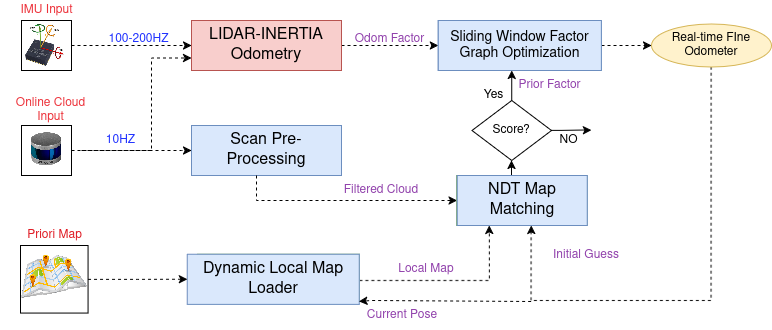 IMU Input
100-200HZ
LIDAR-INERTIA
Odometry
Odom Factor
Sliding Window Factor
Graph Optimization
Real-time FIne
Odometer
Yes
Prior Factor
Online Cloud
Input
10HZ
Scan Pre-
Processing
Score?
NO
Filtered Cloud
NDT Map
Matching
Priori Map
Dynamic Local Map
Loader
Local Map
Initial Guess
Current Pose